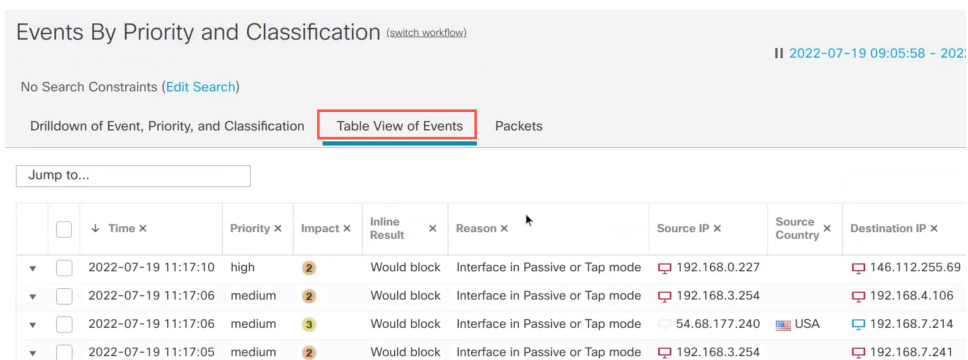 Events By Priority and Classification (switch workflow)
2022-07-19 09:05:58 - 202
No Search Constraints (Edit Search)
Drilldown of Event, Priority, and Classification Table View of Events Packets
Jump to...
Time × Priority × Impact × Inline Result × Reason × Source IP × Source Country × Destination IP ×
2022-07-19 11:17:10 high 2 Would block Interface in Passive or Tap mode 192.168.0.227 146.112.255.69
2022-07-19 11:17:06 medium 2 Would block Interface in Passive or Tap mode 192.168.3.254 192.168.4.106
2022-07-19 11:17:06 medium 3 Would block Interface in Passive or Tap mode 54.68.177.240 USA 192.168.7.214
2022-07-19 11:17:05 medium 2 Would block Interface in Passive or Tap mode 192.168.3.254 192.168.7.241